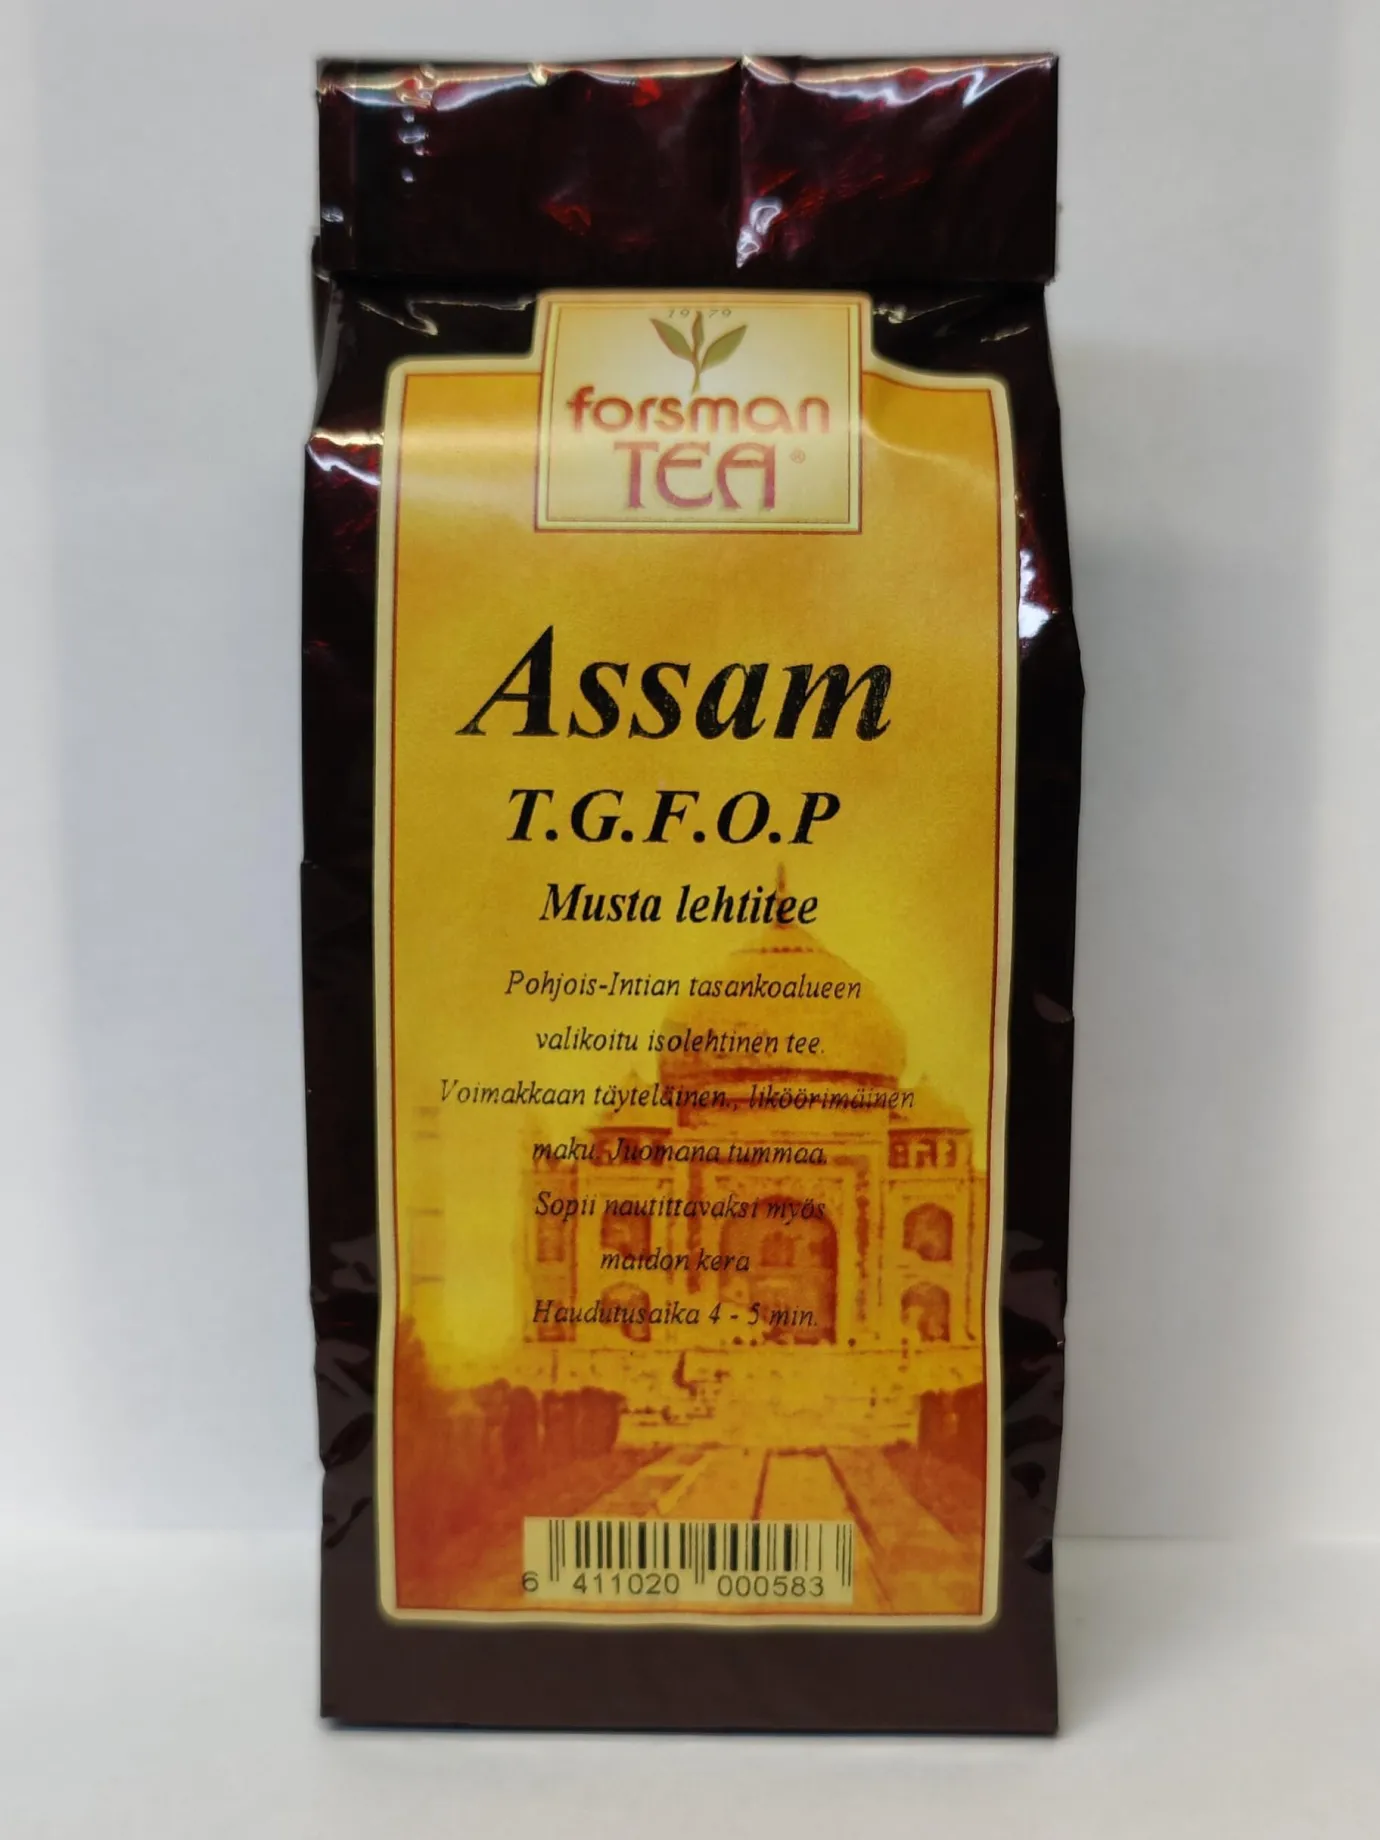 1979
forsman
TEA®
Assam
T.G.F.O.P
Musta lehtitee
Pohjois-Intian tasankoalueen
valikoitu isolehtinen tee.
Voimakkaan täyteläinen., liköörimäinen
maku. Juomana tummaa.
Sopii nautittavaksi myös
maidon kera
Haudutusaika 4 - 5 min.
6 411020 000583